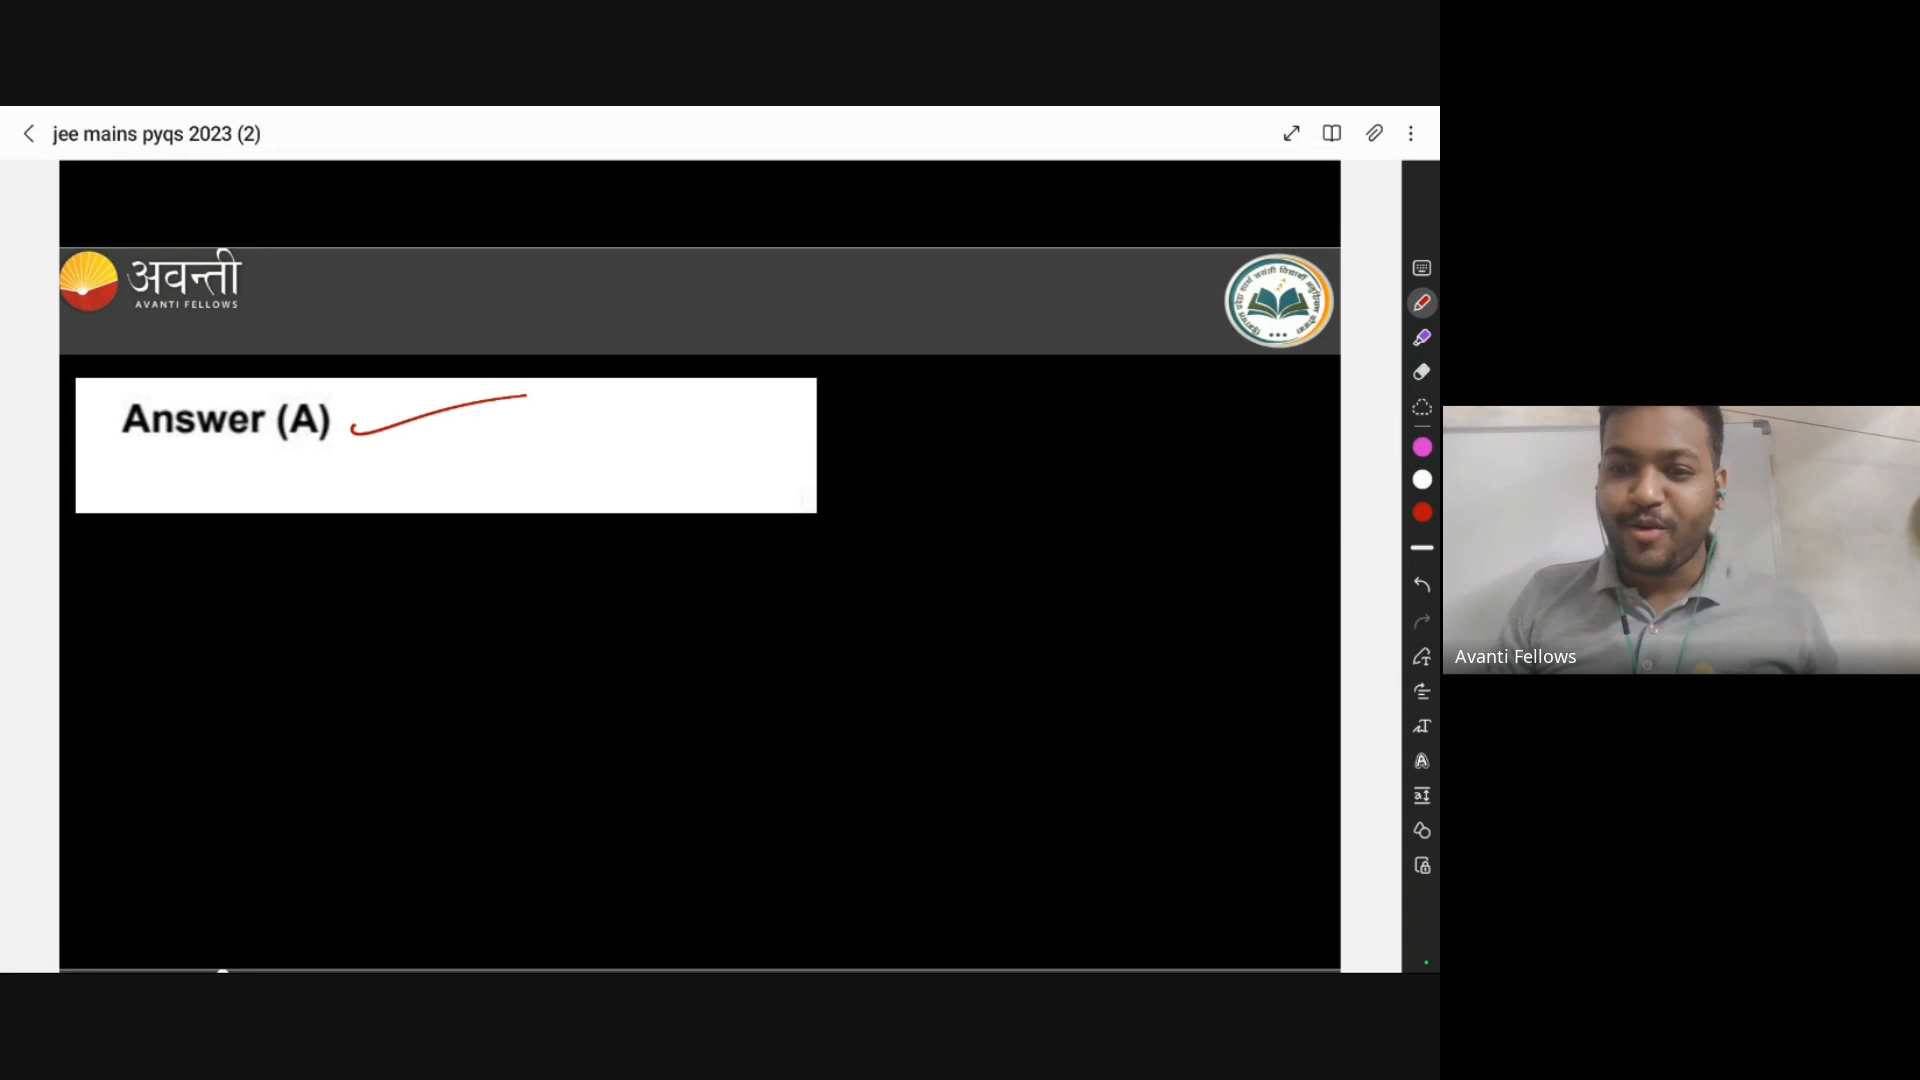 jee mains pyqs 2023 (2)
अवन्ती
AVANTI FELLOWS
Answer (A)
Avanti Fellows